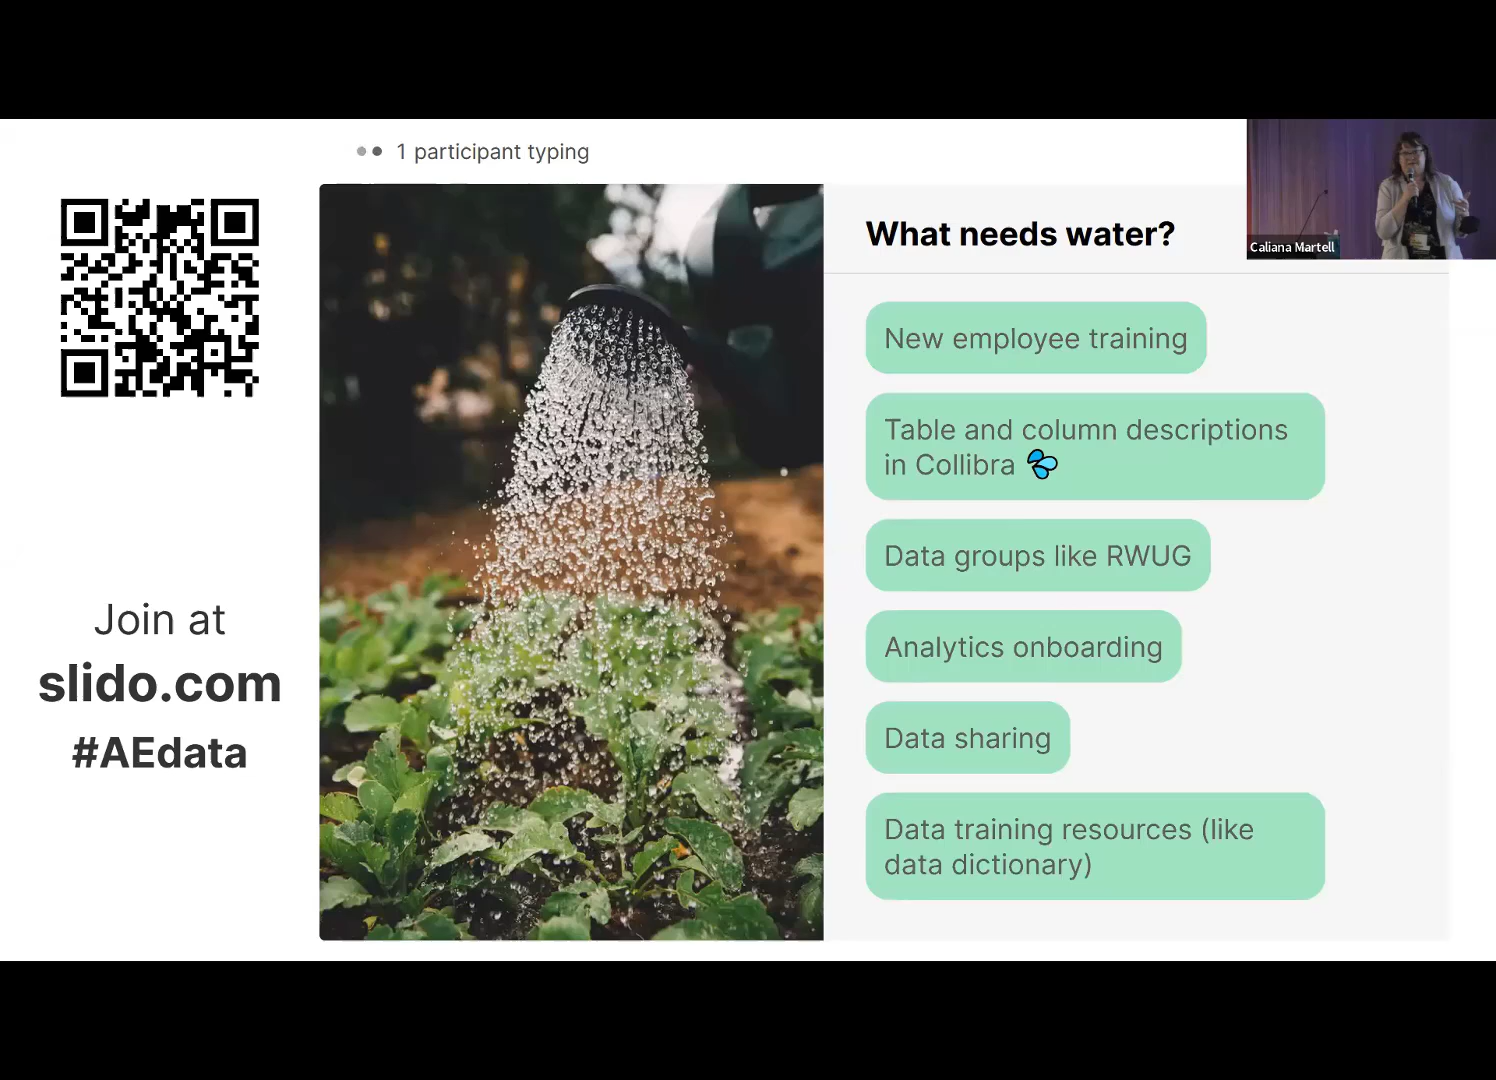 1 participant typing
What needs water?
Caliana Martell
New employee training
Table and column descriptions
in Collibra 💦
Data groups like RWUG
Analytics onboarding
Data sharing
Data training resources (like
data dictionary)
Join at
slido.com
#AEdata